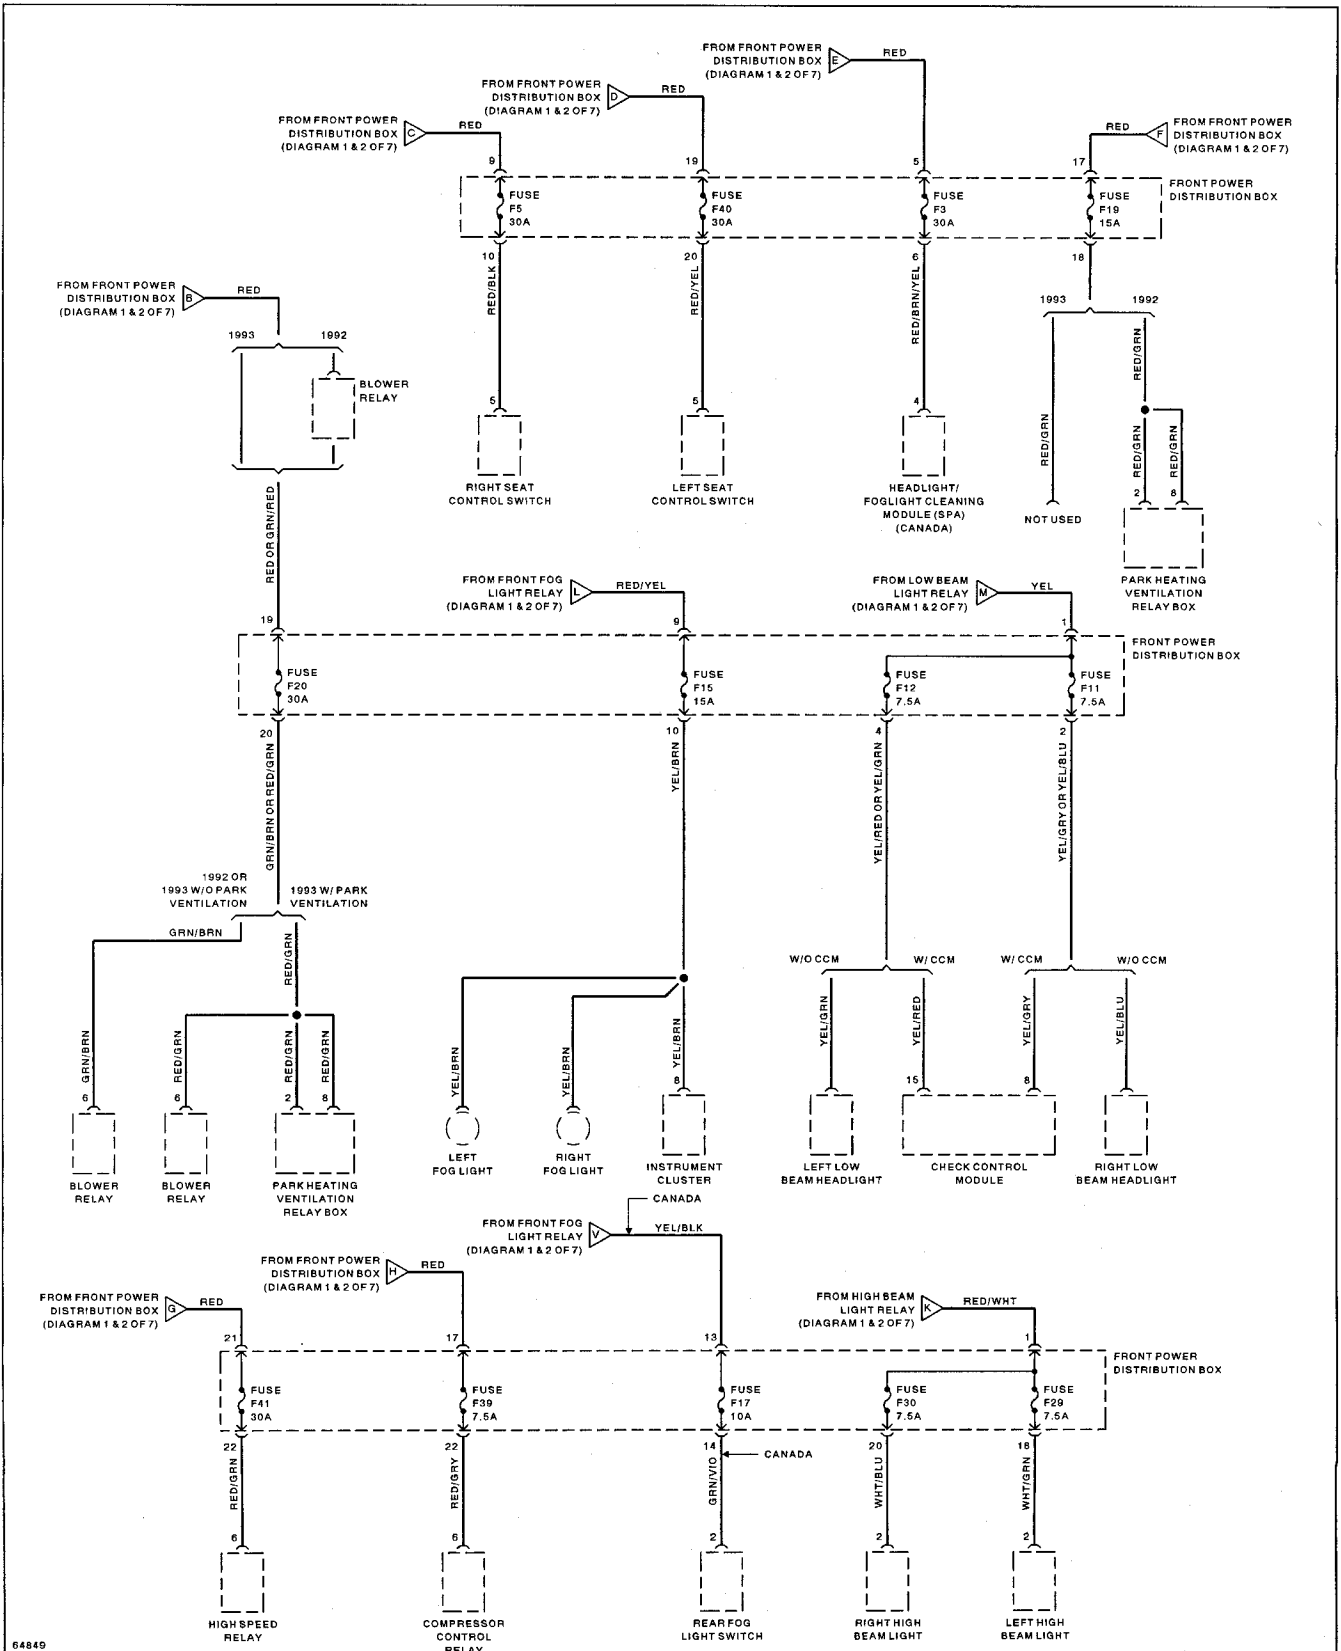 FROM FRONT POWER
DISTRIBUTION BOX
(DIAGRAM 1 & 2 OF 7)
E
RED
FROM FRONT POWER
DISTRIBUTION BOX
(DIAGRAM 1 & 2 OF 7)
D
RED
FROM FRONT POWER
DISTRIBUTION BOX
(DIAGRAM 1 & 2 OF 7)
C
RED
RED
F
FROM FRONT POWER
DISTRIBUTION BOX
(DIAGRAM 1 & 2 OF 7)
9
19
5
17
FUSE
F5
30A
FUSE
F40
30A
FUSE
F3
30A
FUSE
F19
15A
FRONT POWER
DISTRIBUTION BOX
10
20
6
18
RED/BLK
RED/YEL
RED/BRN/YEL
FROM FRONT POWER
DISTRIBUTION BOX
(DIAGRAM 1 & 2 OF 7)
B
RED
1993
1992
1993
1992
RED/GRN
BLOWER
RELAY
5
5
4
RED/GRN
RED/GRN
RED/GRN
2
8
RIGHT SEAT
CONTROL SWITCH
LEFT SEAT
CONTROL SWITCH
HEADLIGHT/
FOGLIGHT CLEANING
MODULE (SPA)
(CANADA)
NOT USED
PARK HEATING
VENTILATION
RELAY BOX
RED OR GRN/RED
FROM FRONT FOG
LIGHT RELAY
(DIAGRAM 1 & 2 OF 7)
L
RED/YEL
FROM LOW BEAM
LIGHT RELAY
(DIAGRAM 1 & 2 OF 7)
M
YEL
19
9
1
FRONT POWER
DISTRIBUTION BOX
FUSE
F20
30A
FUSE
F15
15A
FUSE
F12
7.5A
FUSE
F11
7.5A
20
10
4
2
GRN/BRN OR RED/GRN
YEL/BRN
YEL/RED OR YEL/GRN
YEL/GRY OR YEL/BLU
1992 OR
1993 W/O PARK
VENTILATION
1993 W/ PARK
VENTILATION
GRN/BRN
RED/GRN
W/O CCM
W/ CCM
W/ CCM
W/O CCM
GRN/BRN
RED/GRN
RED/GRN
RED/GRN
YEL/BRN
YEL/BRN
YEL/BRN
YEL/GRN
YEL/RED
YEL/GRY
YEL/BLU
6
6
2
8
8
15
8
BLOWER
RELAY
BLOWER
RELAY
PARK HEATING
VENTILATION
RELAY BOX
LEFT
FOG LIGHT
RIGHT
FOG LIGHT
INSTRUMENT
CLUSTER
LEFT LOW
BEAM HEADLIGHT
CHECK CONTROL
MODULE
RIGHT LOW
BEAM HEADLIGHT
CANADA
FROM FRONT FOG
LIGHT RELAY
(DIAGRAM 1 & 2 OF 7)
V
YEL/BLK
FROM FRONT POWER
DISTRIBUTION BOX
(DIAGRAM 1 & 2 OF 7)
H
RED
FROM FRONT POWER
DISTRIBUTION BOX
(DIAGRAM 1 & 2 OF 7)
G
RED
FROM HIGH BEAM
LIGHT RELAY
(DIAGRAM 1 & 2 OF 7)
K
RED/WHT
21
17
13
1
FRONT POWER
DISTRIBUTION BOX
FUSE
F41
30A
FUSE
F39
7.5A
FUSE
F17
10A
FUSE
F30
7.5A
FUSE
F29
7.5A
22
22
14
CANADA
20
18
RED/GRN
RED/GRY
GRN/VIO
WHT/BLU
WHT/GRN
6
6
2
2
2
HIGH SPEED
RELAY
COMPRESSOR
CONTROL
RELAY
REAR FOG
LIGHT SWITCH
RIGHT HIGH
BEAM LIGHT
LEFT HIGH
BEAM LIGHT
64849